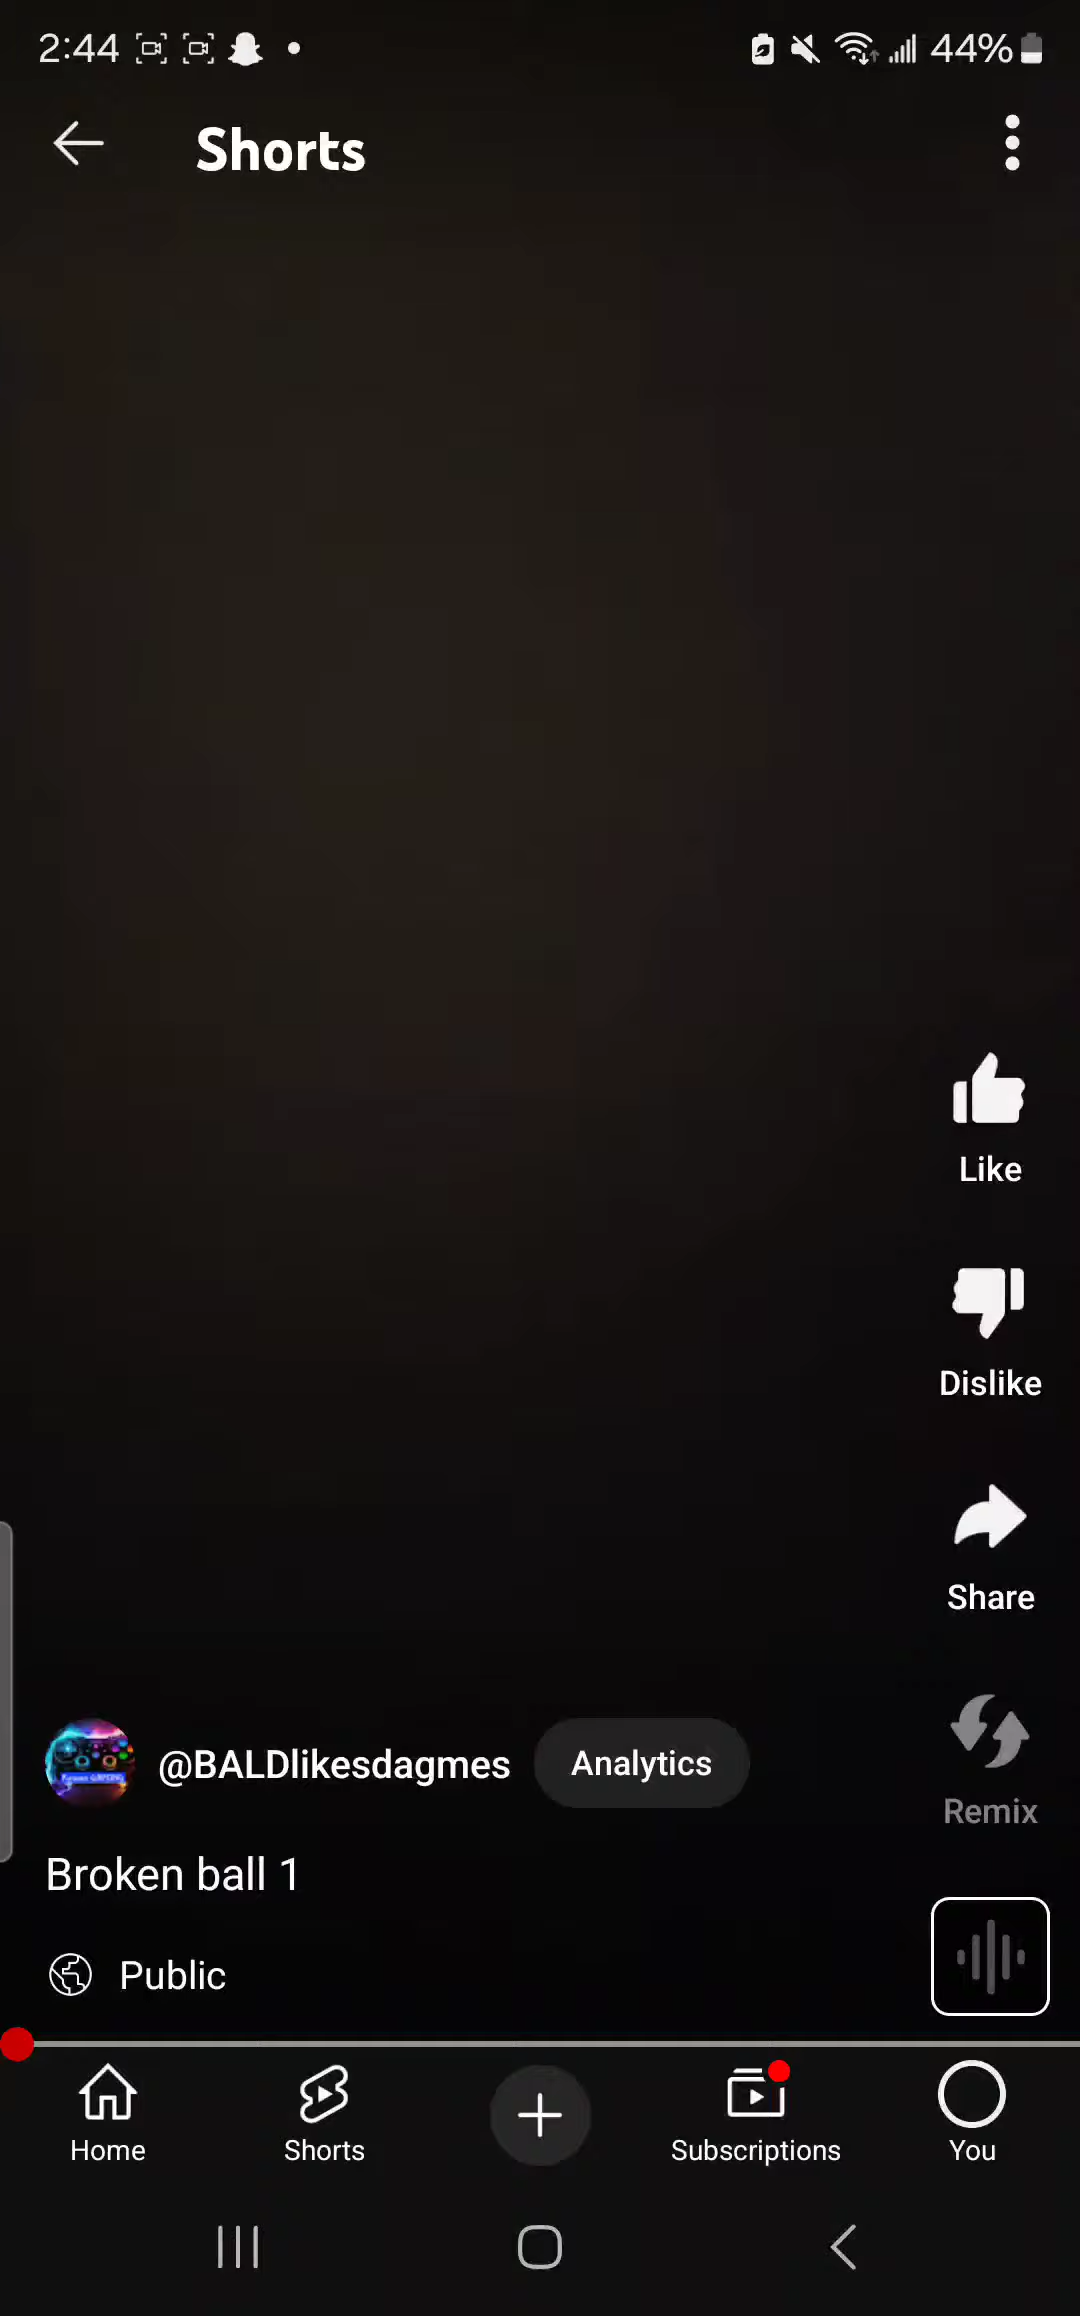 2:44
44%
Shorts
Like
Dislike
Share
Remix
@BALDlikesdagmes
Analytics
Broken ball 1
Public
Home
Shorts
Subscriptions
You